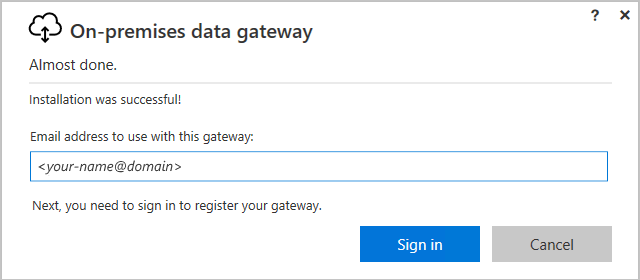 ? ×
On-premises data gateway
Almost done.
Installation was successful!
Email address to use with this gateway:
<your-name@domain>
Next, you need to sign in to register your gateway.
Sign in Cancel